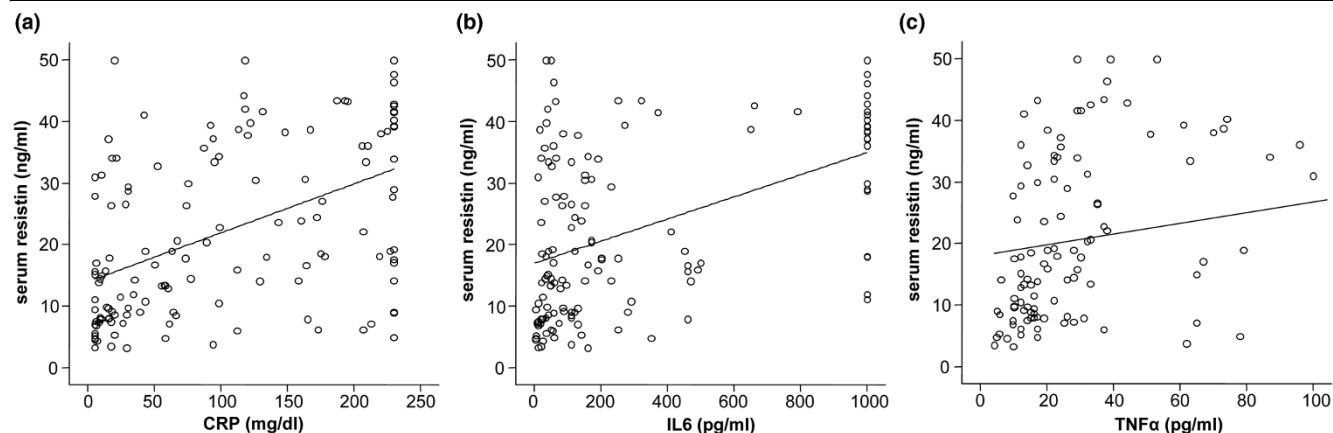 (a)
serum resistin (ng/ml)
50
40
30
20
10
0
0 50 100 150 200 250
CRP (mg/dl)
(b)
serum resistin (ng/ml)
50
40
30
20
10
0
0 200 400 600 800 1000
IL6 (pg/ml)
(c)
serum resistin (ng/ml)
50
40
30
20
10
0
0 20 40 60 80 100
TNFα (pg/ml)